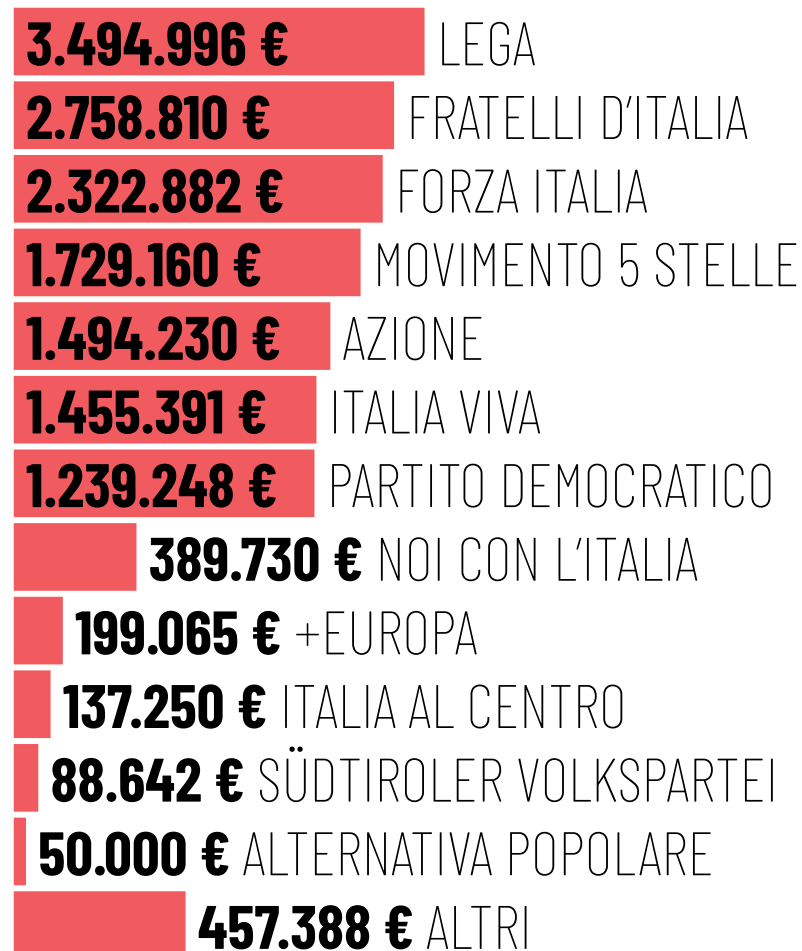 3.494.996 € LEGA
2.758.810 € FRATELLI D’ITALIA
2.322.882 € FORZA ITALIA
1.729.160 € MOVIMENTO 5 STELLE
1.494.230 € AZIONE
1.455.391 € ITALIA VIVA
1.239.248 € PARTITO DEMOCRATICO
389.730 € NOI CON L’ITALIA
199.065 € +EUROPA
137.250 € ITALIA AL CENTRO
88.642 € SÜDTIROLER VOLKSPARTEI
50.000 € ALTERNATIVA POPOLARE
457.388 € ALTRI